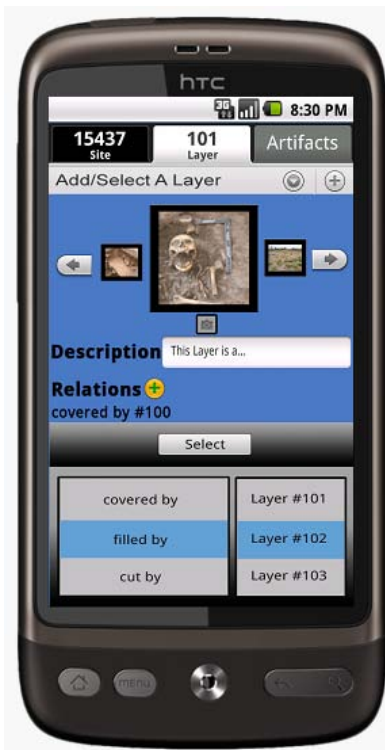 hTC
3G 8:30 PM
15437 101 Artifacts
Site Layer
Add/Select A Layer
Description This Layer is a...
Relations
covered by #100
Select
covered by Layer #101
filled by Layer #102
cut by Layer #103
menu